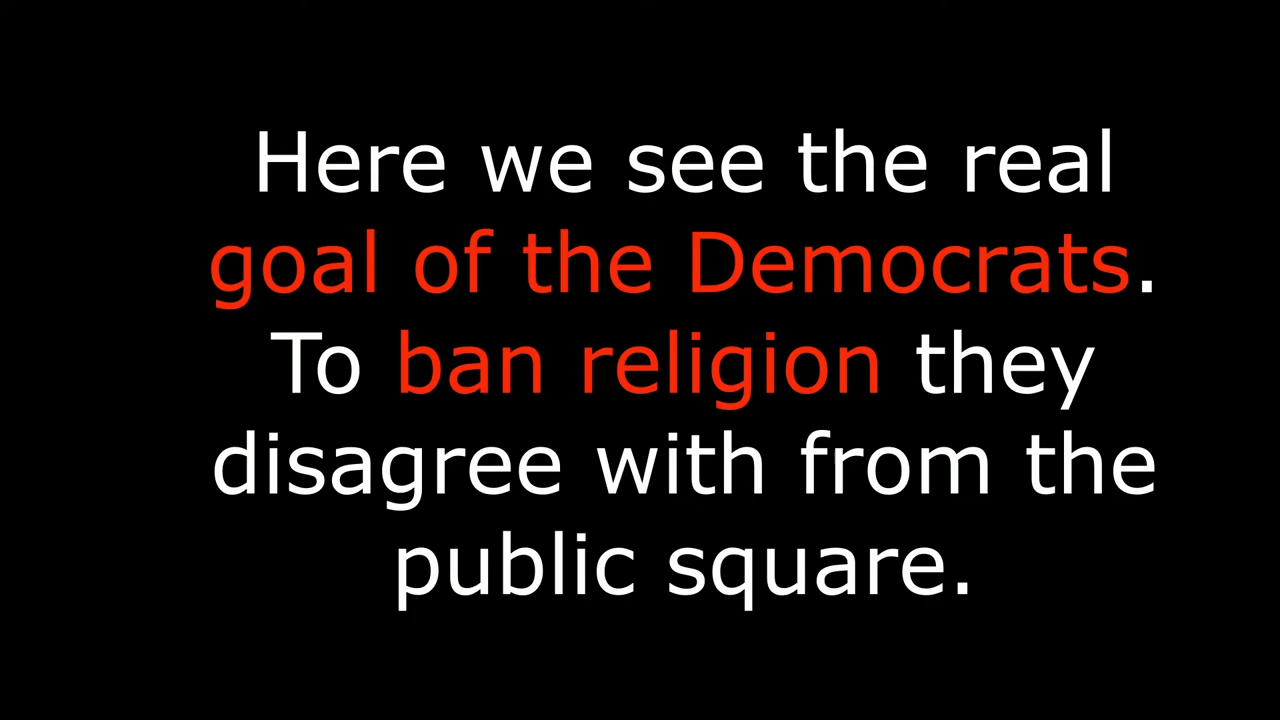 Here we see the real
goal of the Democrats.
To ban religion they
disagree with from the
public square.